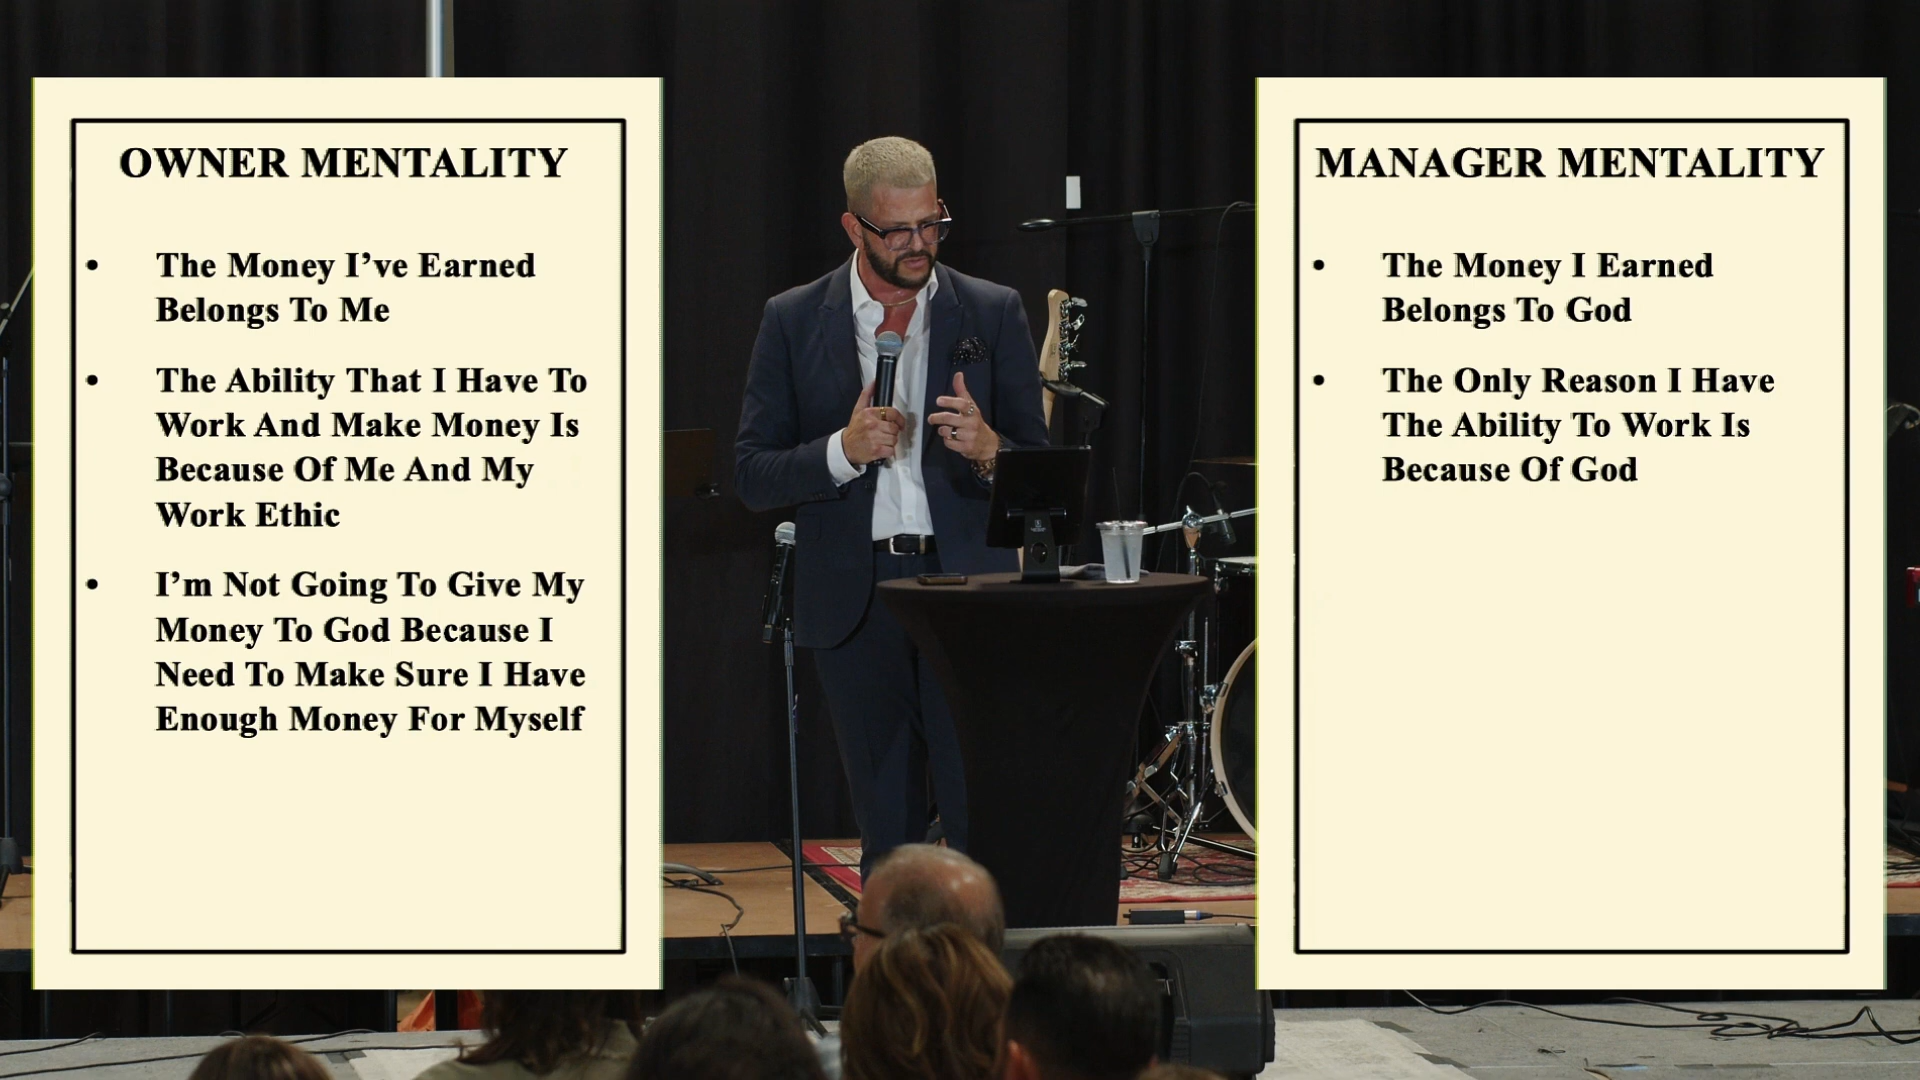 OWNER MENTALITY
• The Money I’ve Earned
Belongs To Me
• The Ability That I Have To
Work And Make Money Is
Because Of Me And My
Work Ethic
• I’m Not Going To Give My
Money To God Because I
Need To Make Sure I Have
Enough Money For Myself
MANAGER MENTALITY
• The Money I Earned
Belongs To God
• The Only Reason I Have
The Ability To Work Is
Because Of God